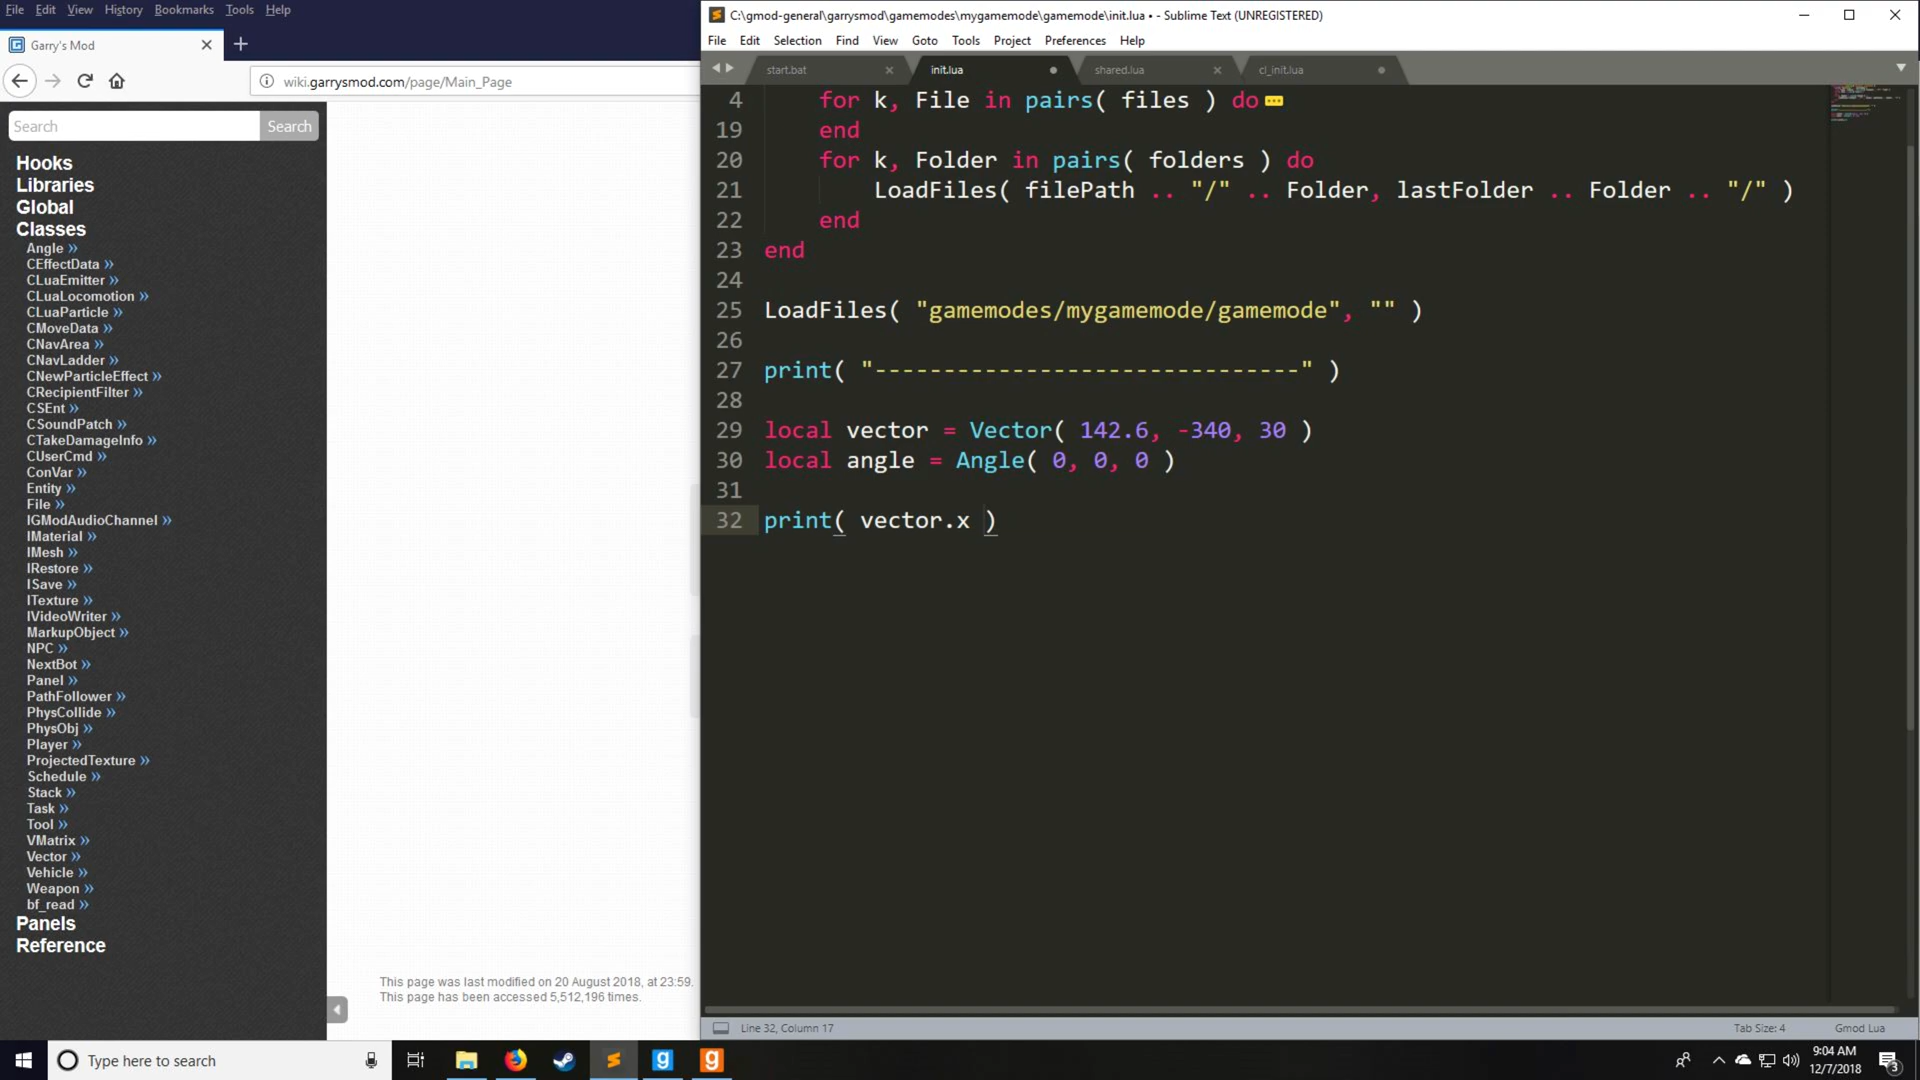 File Edit View History Bookmarks Tools Help
Garry's Mod
wiki.garrysmod.com/page/Main_Page
Search Search
Hooks
Libraries
Global
Classes
Angle »
CEffectData »
CLuaEmitter »
CLuaLocomotion »
CLuaParticle »
CMoveData »
CNavArea »
CNavLadder »
CNewParticleEffect »
CRecipientFilter »
CSEnt »
CSoundPatch »
CTakeDamageInfo »
CUserCmd »
ConVar »
Entity »
File »
IGModAudioChannel »
IMaterial »
IMesh »
IRestore »
ISave »
ITexture »
IVideoWriter »
MarkupObject »
NPC »
NextBot »
Panel »
PathFollower »
PhysCollide »
PhysObj »
Player »
ProjectedTexture »
Schedule »
Stack »
Task »
Tool »
VMatrix »
Vector »
Vehicle »
Weapon »
bf_read »
Panels
Reference
This page was last modified on 20 August 2018, at 23:59.
This page has been accessed 5,512,196 times.
C:\gmod-general\garrysmod\gamemodes\mygamemode\gamemode\init.lua • - Sublime Text (UNREGISTERED)
File Edit Selection Find View Goto Tools Project Preferences Help
start.bat init.lua shared.lua cl_init.lua
4 for k, File in pairs( files ) do
19 end
20 for k, Folder in pairs( folders ) do
21 LoadFiles( filePath .. "/" .. Folder, lastFolder .. Folder .. "/" )
22 end
23 end
24
25 LoadFiles( "gamemodes/mygamemode/gamemode", "" )
26
27 print( "-------------------------------" )
28
29 local vector = Vector( 142.6, -340, 30 )
30 local angle = Angle( 0, 0, 0 )
31
32 print( vector.x )
Line 32, Column 17 Tab Size: 4 Gmod Lua
Type here to search
9:04 AM
12/7/2018
3